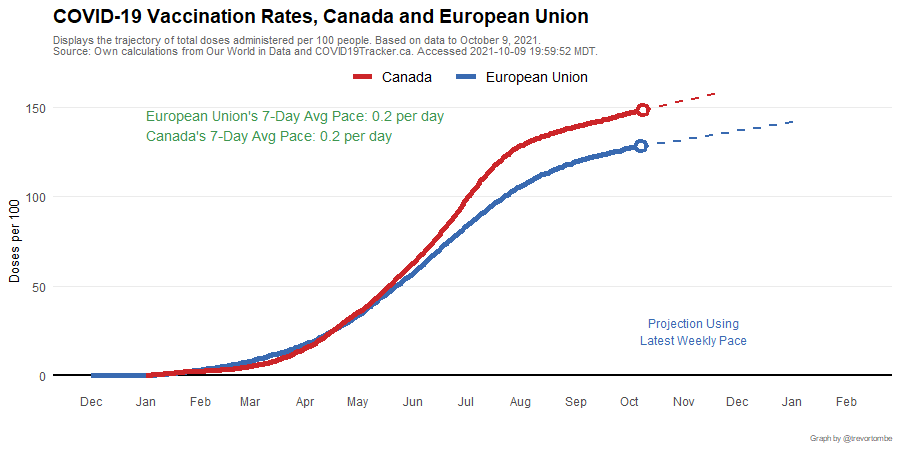 COVID-19 Vaccination Rates, Canada and European Union
Displays the trajectory of total doses administered per 100 people. Based on data to October 9, 2021.
Source: Own calculations from Our World in Data and COVID19Tracker.ca. Accessed 2021-10-09 19:59:52 MDT.
Canada European Union
European Union's 7-Day Avg Pace: 0.2 per day
Canada's 7-Day Avg Pace: 0.2 per day
150
100
50
0
Doses per 100
Projection Using
Latest Weekly Pace
Dec Jan Feb Mar Apr May Jun Jul Aug Sep Oct Nov Dec Jan Feb
Graph by @trevortombe